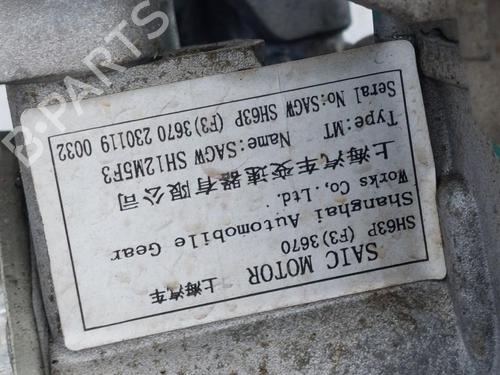 SAIC MOTOR 上海汽车
SH63P (F3)3670
Shanghai Automobile Gear
Works Co.,Ltd.
上海汽车变速器有限公司
Type:MT Name:SAGW SH12M5F3
Seral No:SAGW SH63P (F3)3670 230119 0032
B-PARTS